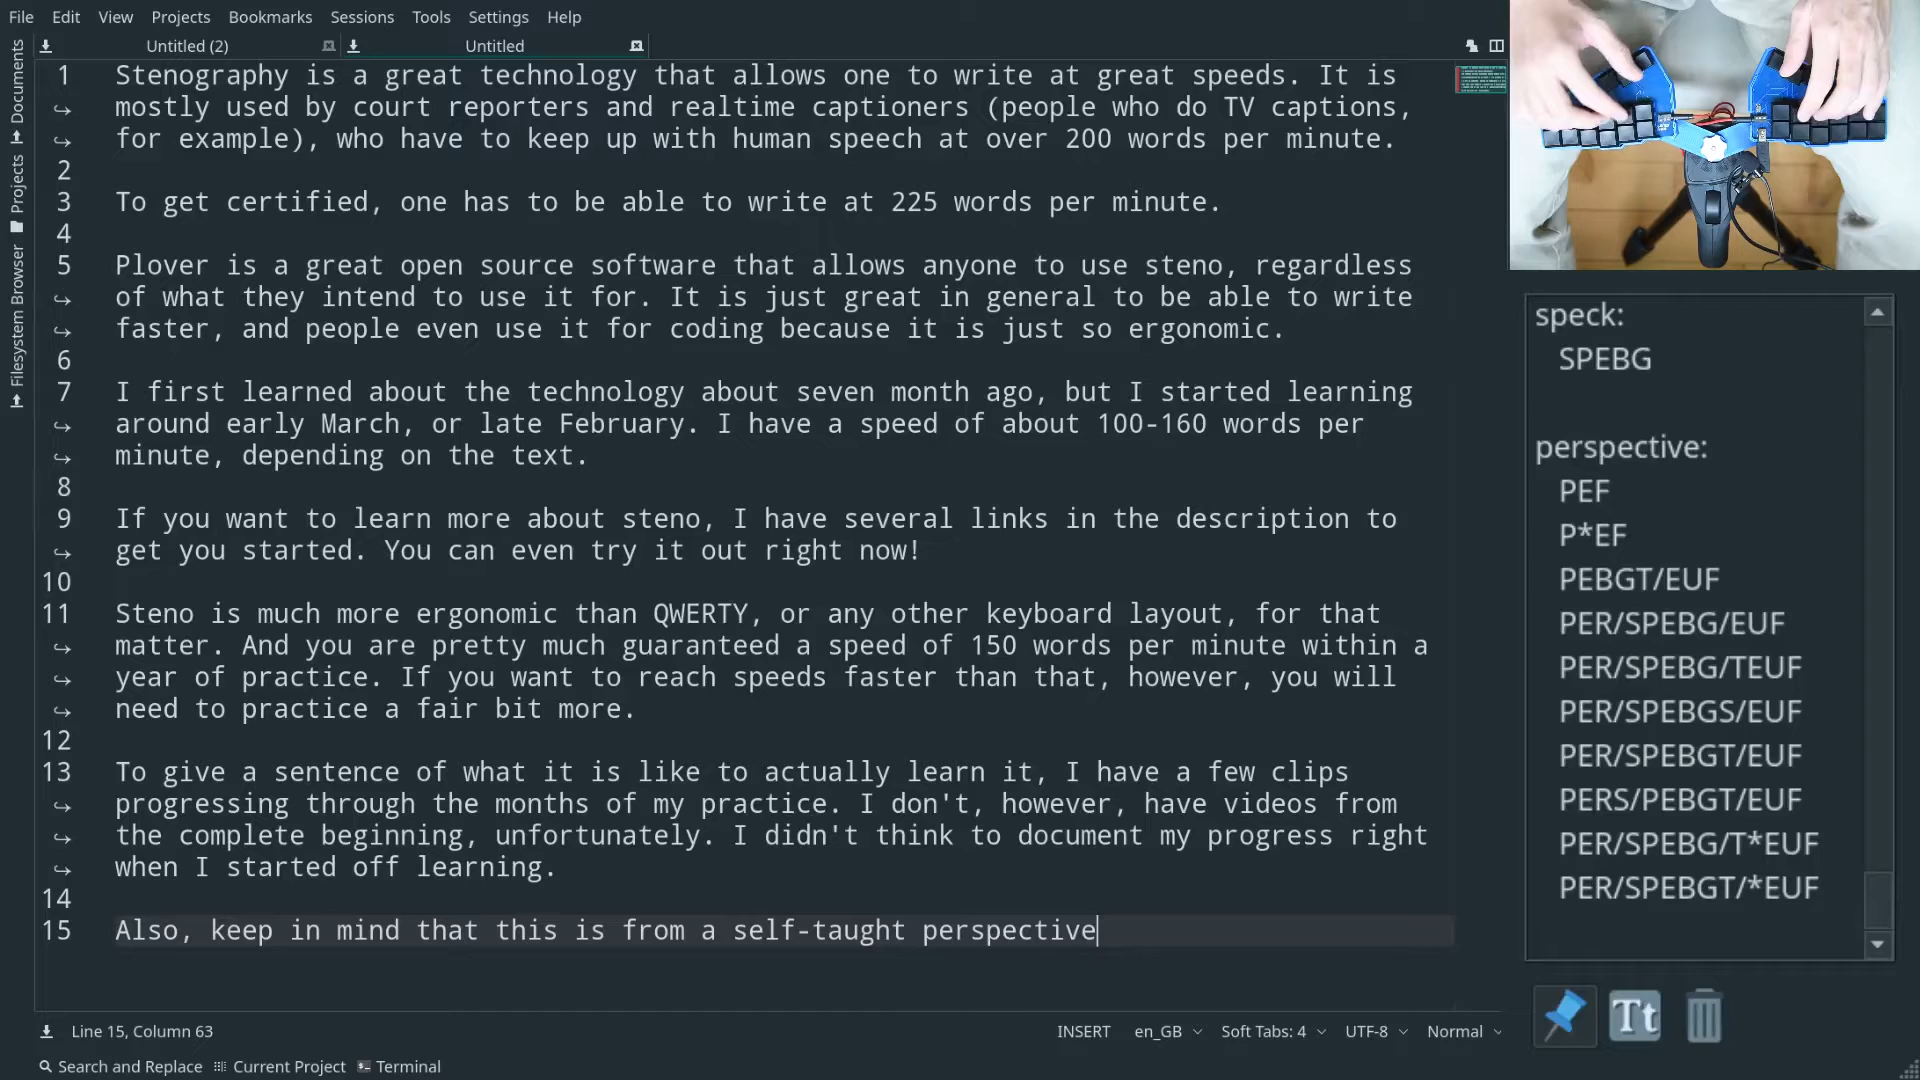 File Edit View Projects Bookmarks Sessions Tools Settings Help
Untitled (2) Untitled
Documents
Projects
Filesystem Browser
1 Stenography is a great technology that allows one to write at great speeds. It is
mostly used by court reporters and realtime captioners (people who do TV captions,
for example), who have to keep up with human speech at over 200 words per minute.
2
3 To get certified, one has to be able to write at 225 words per minute.
4
5 Plover is a great open source software that allows anyone to use steno, regardless
of what they intend to use it for. It is just great in general to be able to write
faster, and people even use it for coding because it is just so ergonomic.
6
7 I first learned about the technology about seven month ago, but I started learning
around early March, or late February. I have a speed of about 100-160 words per
minute, depending on the text.
8
9 If you want to learn more about steno, I have several links in the description to
get you started. You can even try it out right now!
10
11 Steno is much more ergonomic than QWERTY, or any other keyboard layout, for that
matter. And you are pretty much guaranteed a speed of 150 words per minute within a
year of practice. If you want to reach speeds faster than that, however, you will
need to practice a fair bit more.
12
13 To give a sentence of what it is like to actually learn it, I have a few clips
progressing through the months of my practice. I don't, however, have videos from
the complete beginning, unfortunately. I didn't think to document my progress right
when I started off learning.
14
15 Also, keep in mind that this is from a self-taught perspective
speck:
SPEBG
perspective:
PEF
P*EF
PEBGT/EUF
PER/SPEBG/EUF
PER/SPEBG/TEUF
PER/SPEBGS/EUF
PER/SPEBGT/EUF
PERS/PEBGT/EUF
PER/SPEBG/T*EUF
PER/SPEBGT/*EUF
Tt
Line 15, Column 63 INSERT en_GB Soft Tabs: 4 UTF-8 Normal
Search and Replace Current Project Terminal